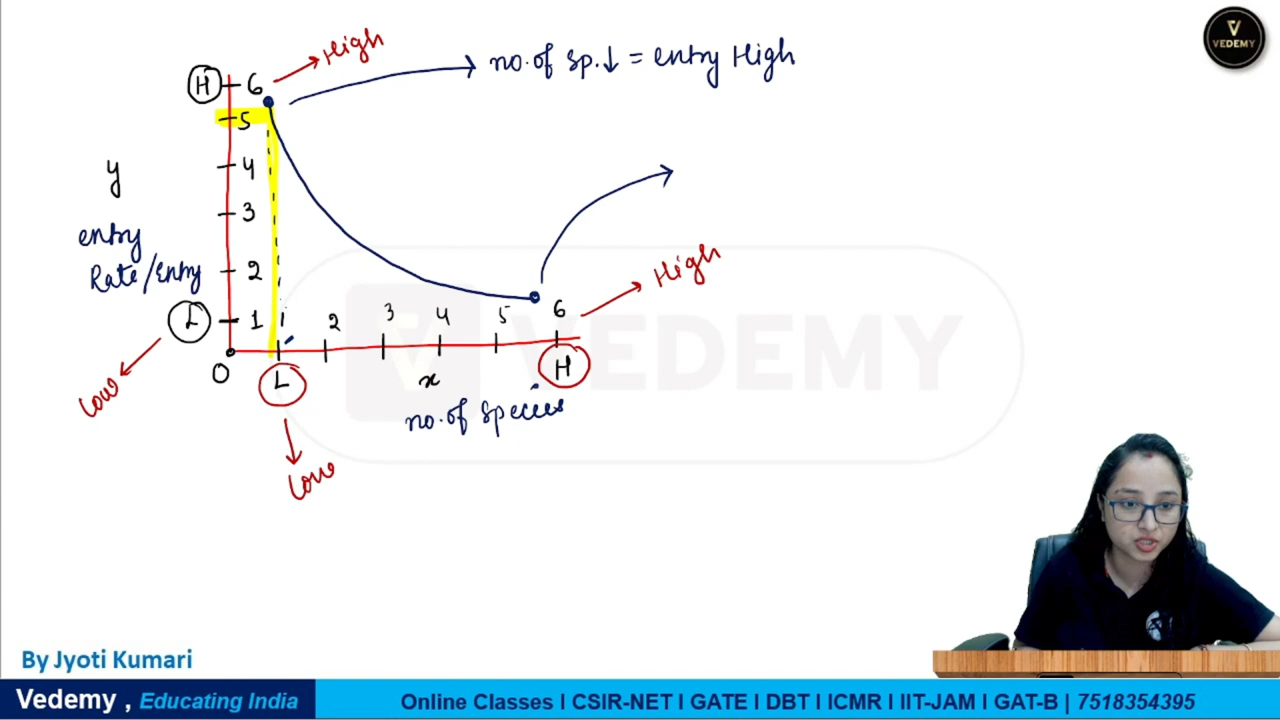 VEDEMY
High
H 6
no. of sp. ↓ = entry High
5
4
y
3
entry
Rate/Entry
2
High
L 1
1 2 3 4 5 6
0
L
x
H
Low
no. of species
Low
VEDEMY
By Jyoti Kumari
Vedemy , Educating India
Online Classes I CSIR-NET I GATE I DBT I ICMR I IIT-JAM I GAT-B | 7518354395